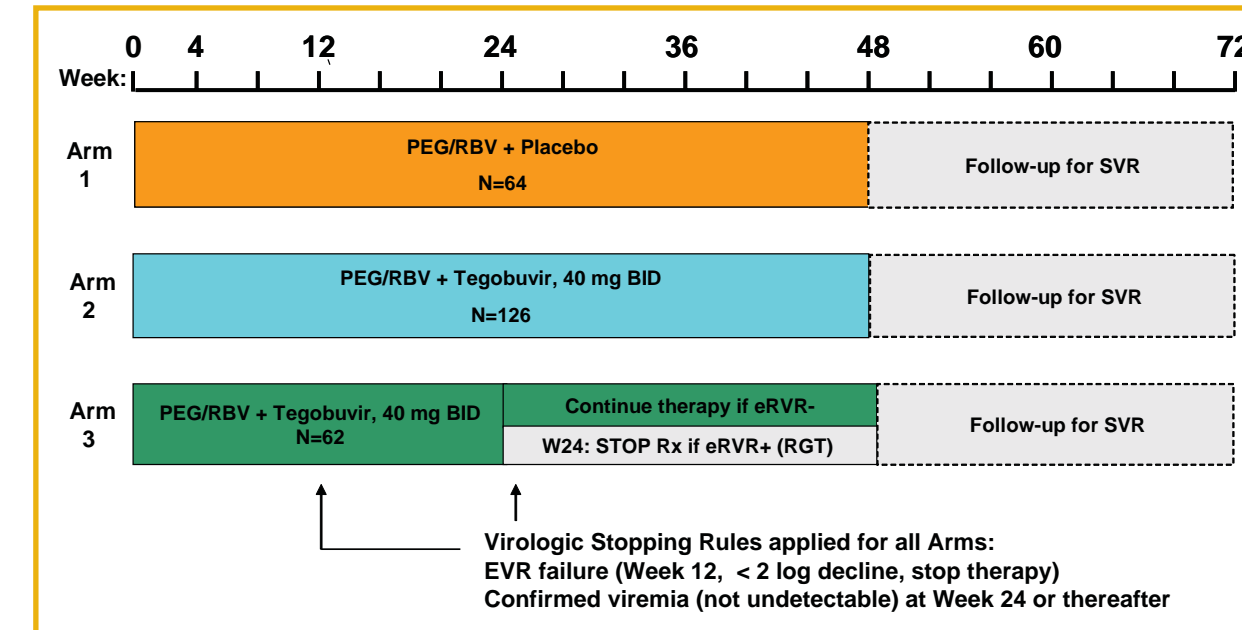 0 4 12 24 36 48 60 72
Week:
Arm 1
PEG/RBV + Placebo
N=64
Follow-up for SVR
Arm 2
PEG/RBV + Tegobuvir, 40 mg BID
N=126
Follow-up for SVR
Arm 3
PEG/RBV + Tegobuvir, 40 mg BID
N=62
Continue therapy if eRVR-
W24: STOP Rx if eRVR+ (RGT)
Follow-up for SVR
Virologic Stopping Rules applied for all Arms:
EVR failure (Week 12, < 2 log decline, stop therapy)
Confirmed viremia (not undetectable) at Week 24 or thereafter